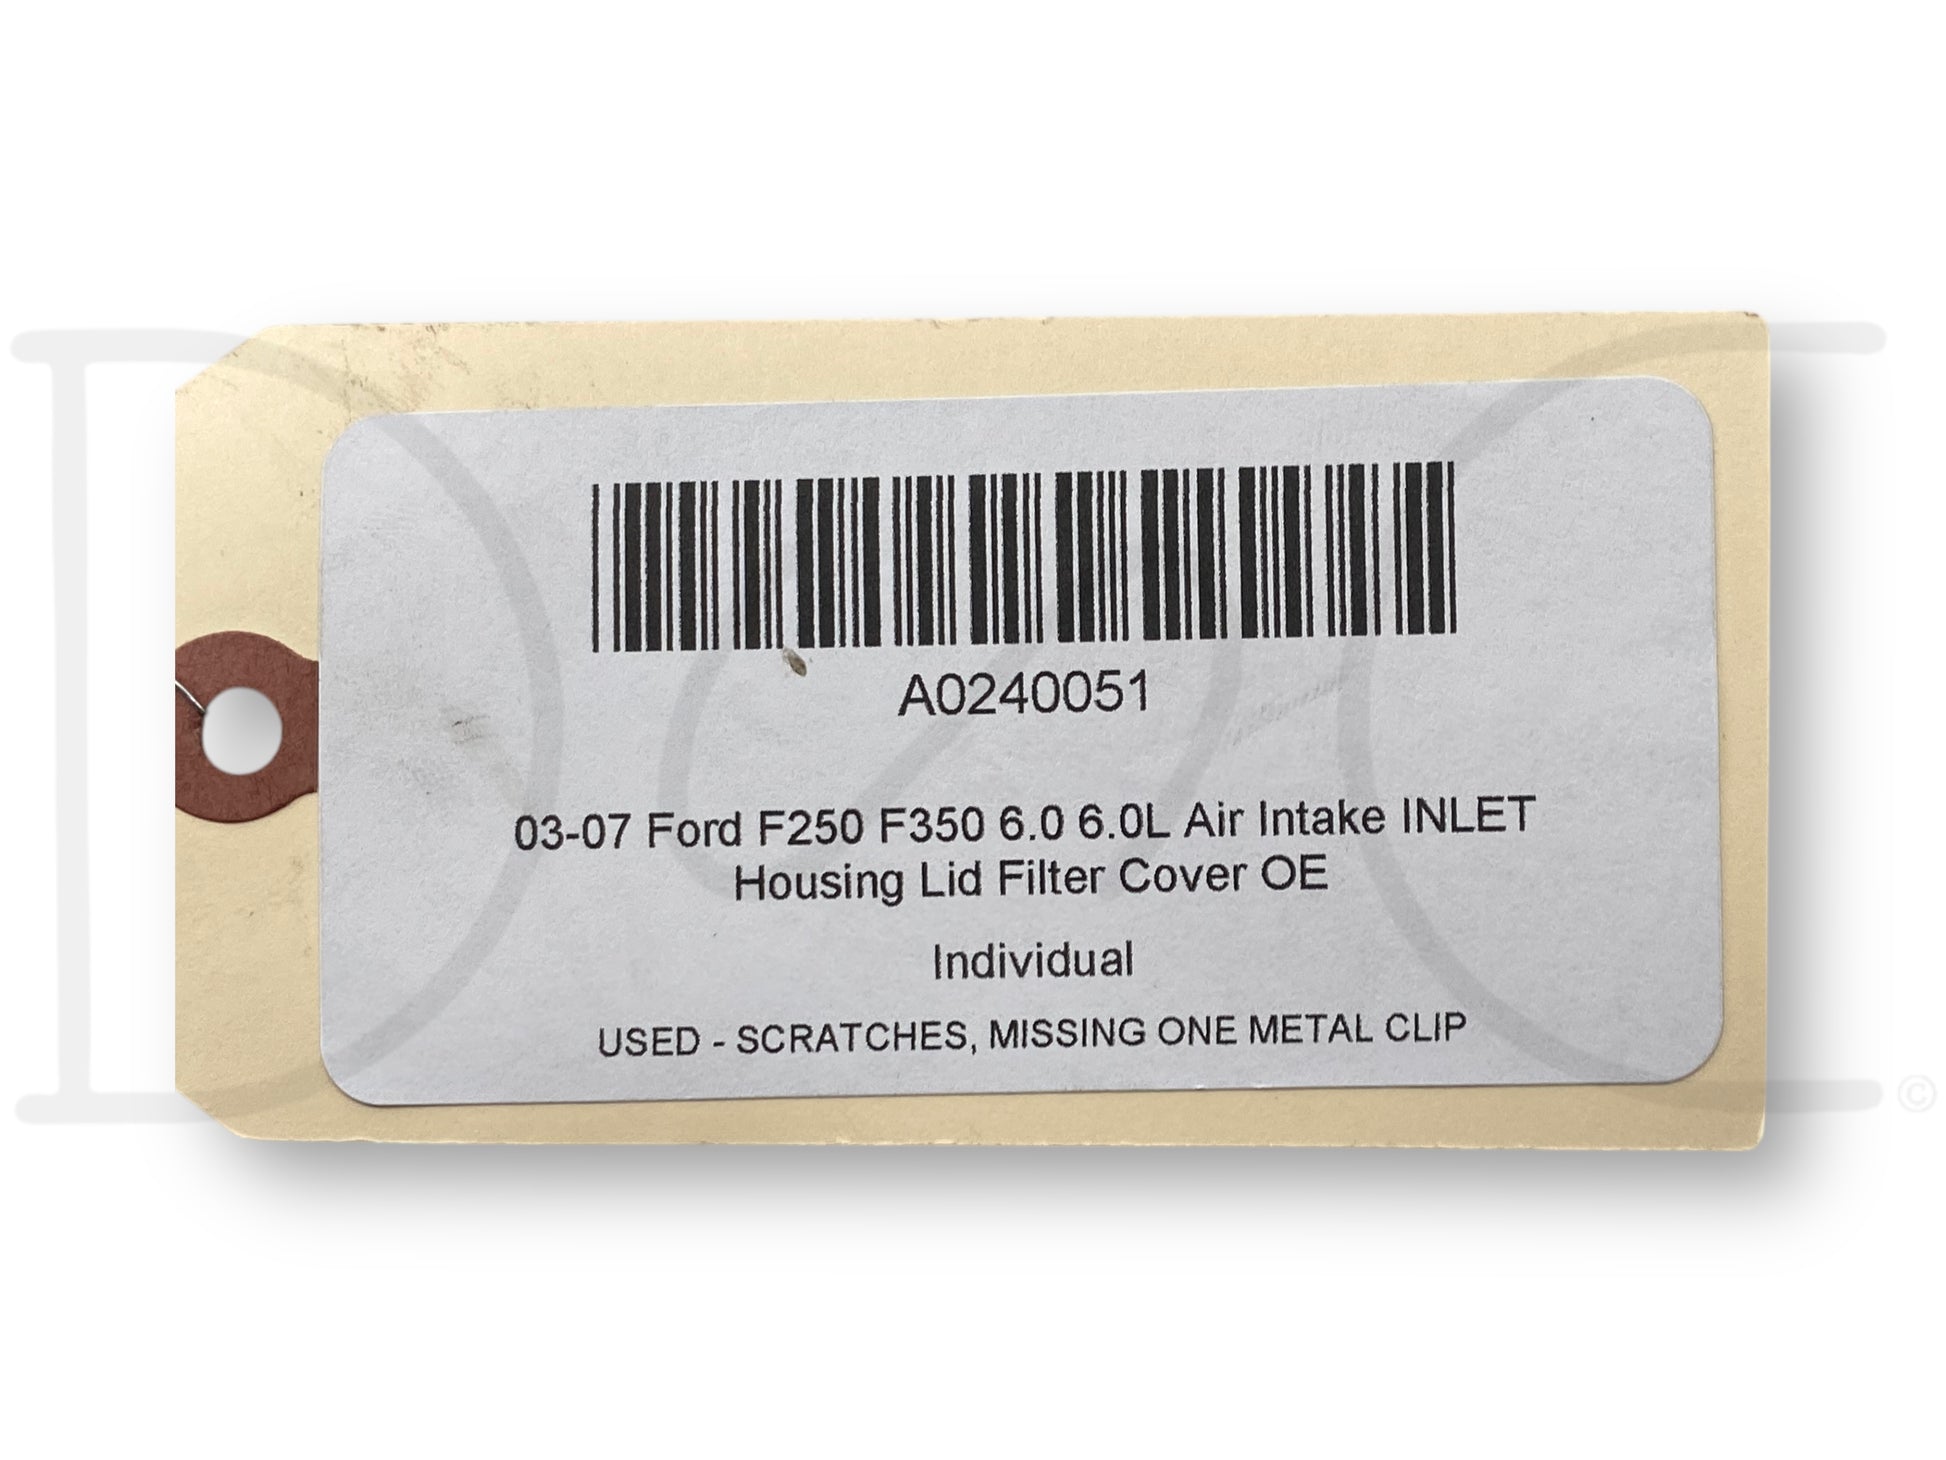 A0240051
03-07 Ford F250 F350 6.0 6.0L Air Intake INLET
Housing Lid Filter Cover OE
Individual
USED - SCRATCHES, MISSING ONE METAL CLIP
©